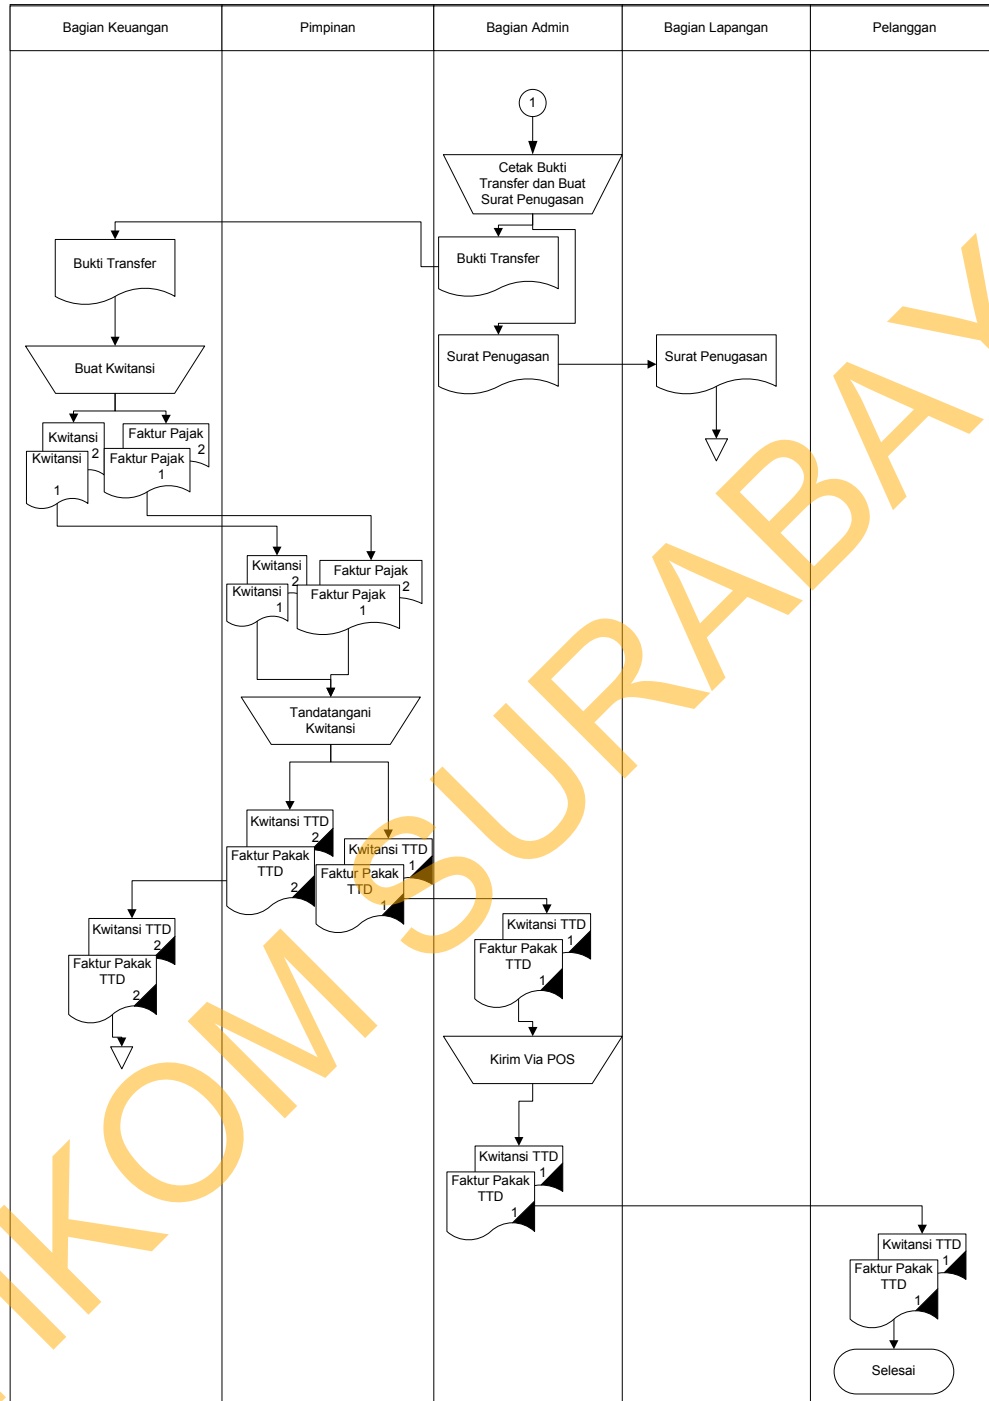 Bagian Keuangan
Pimpinan
Bagian Admin
Bagian Lapangan
Pelanggan
1
Cetak Bukti
Transfer dan Buat
Surat Penugasan
Bukti Transfer
Bukti Transfer
Surat Penugasan
Surat Penugasan
Buat Kwitansi
Kwitansi
2
Faktur Pajak
2
Kwitansi
1
Faktur Pajak
1
Kwitansi
2
Faktur Pajak
2
Kwitansi
1
Faktur Pajak
1
Tandatangani
Kwitansi
Kwitansi TTD
2
Faktur Pakak
TTD
2
Kwitansi TTD
1
Faktur Pakak
TTD
1
Kwitansi TTD
2
Faktur Pakak
TTD
2
Kwitansi TTD
1
Faktur Pakak
TTD
1
Kirim Via POS
Kwitansi TTD
1
Faktur Pakak
TTD
1
Kwitansi TTD
1
Faktur Pakak
TTD
1
Selesai
IKOM SURABAY